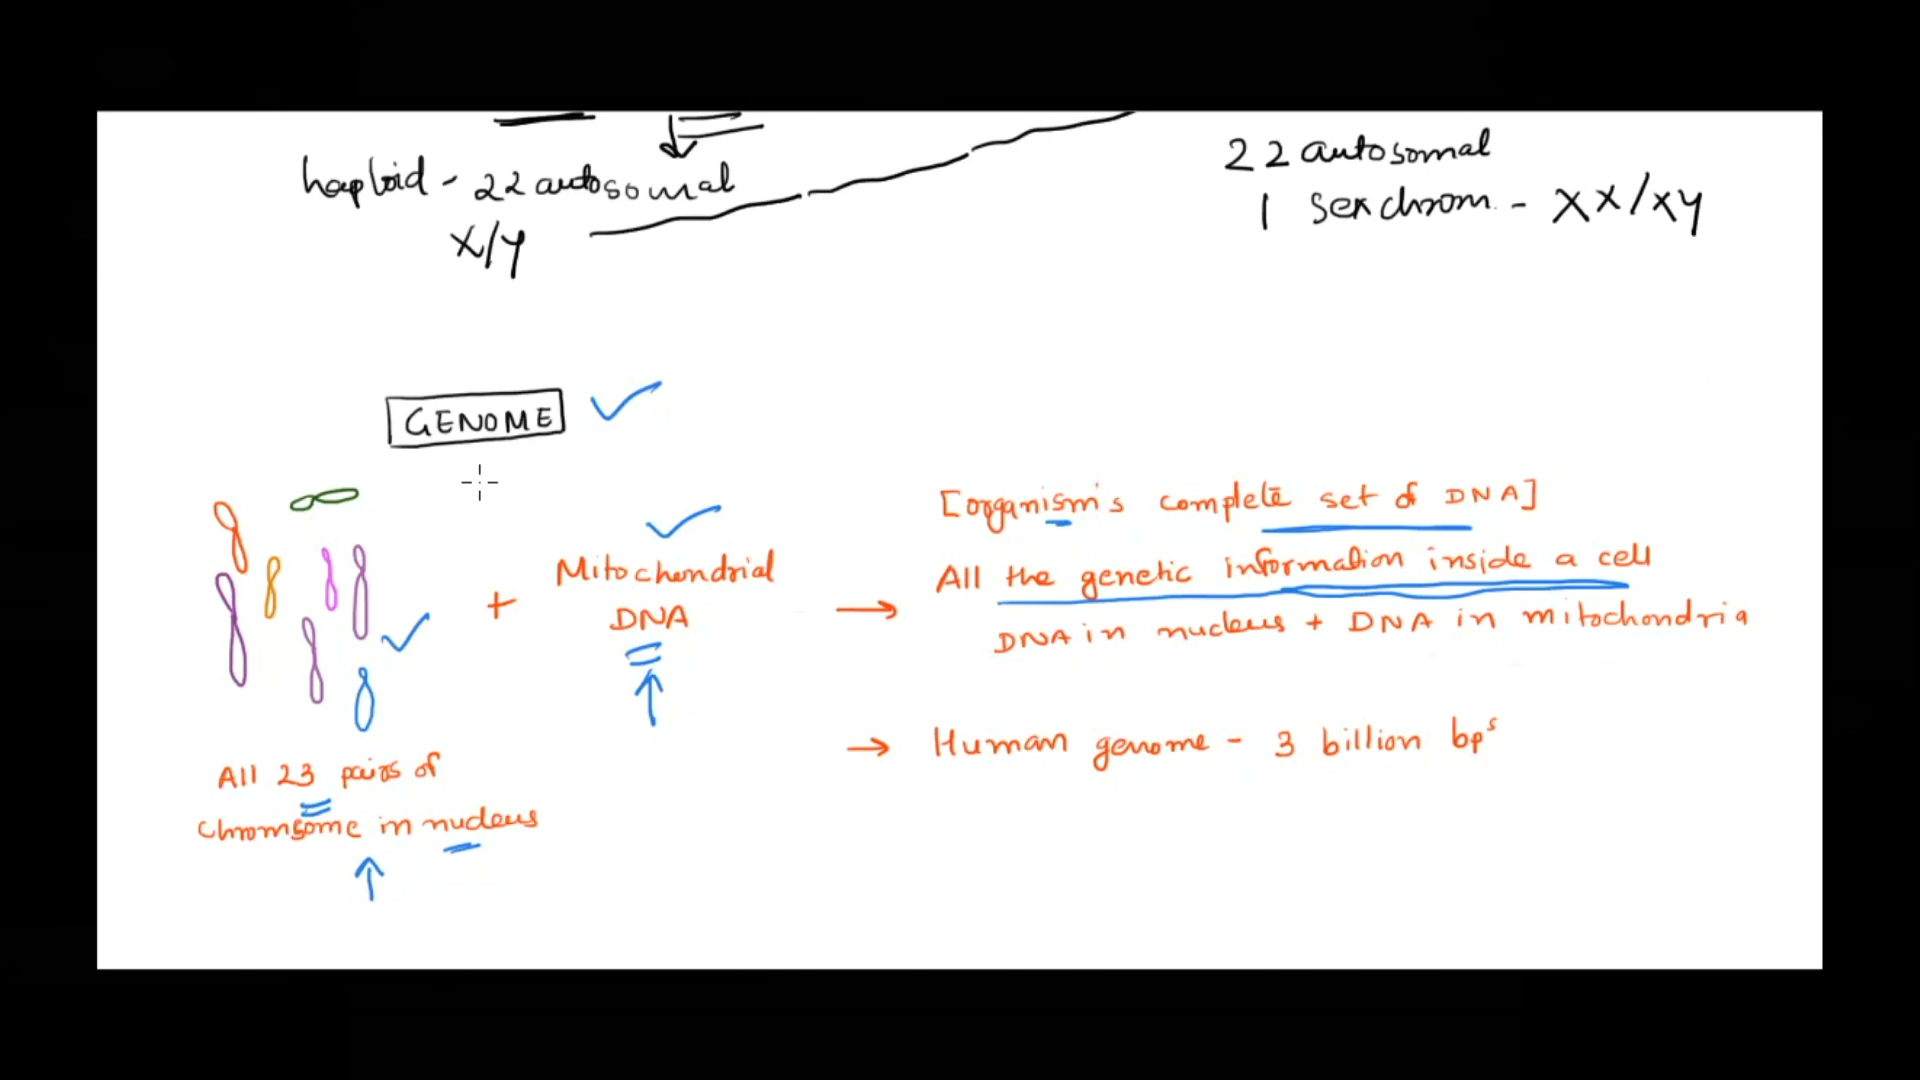 haploid - 22 autosomal
X/Y
22 autosomal
1 sex chrom. - XX/XY
GENOME
Mitochondrial
DNA
+
All 23 pairs of
Chromsome in nucleus
→ [organism's complete set of DNA]
All the genetic information inside a cell
DNA in nucleus + DNA in mitochondria
→ Human genome - 3 billion bps